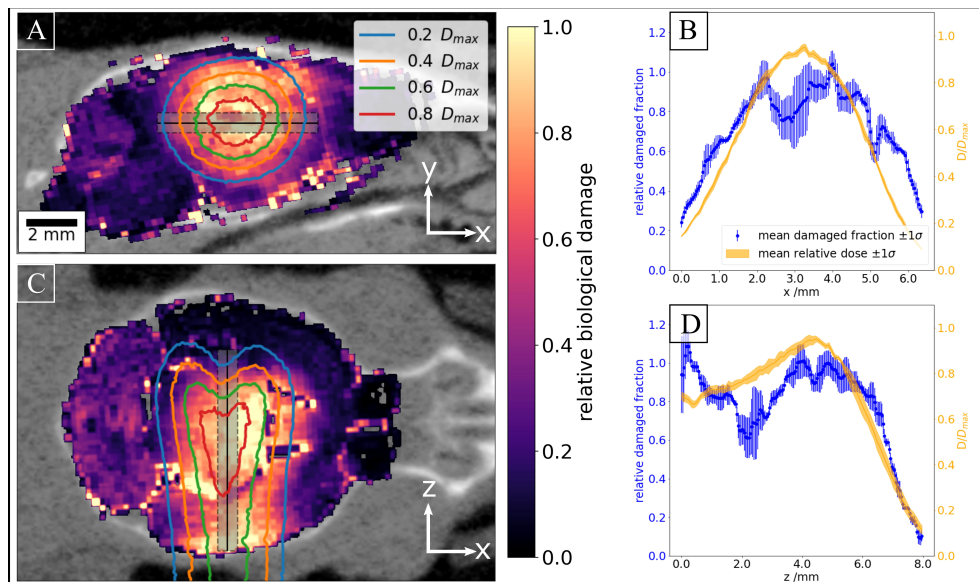 A
0.2 D_max
0.4 D_max
0.6 D_max
0.8 D_max
y
x
2 mm
C
z
x
1.0
0.8
0.6
0.4
0.2
0.0
relative biological damage
B
relative damaged fraction
1.2
1.0
0.8
0.6
0.4
0.2
0.0
1.0
0.8
0.6
0.4
0.2
0.0
D/D_max
mean damaged fraction ±1σ
mean relative dose ±1σ
0.0 1.0 2.0 3.0 4.0 5.0 6.0
x /mm
D
relative damaged fraction
1.2
1.0
0.8
0.6
0.4
0.2
0.0
1.0
0.8
0.6
0.4
0.2
0.0
D/D_max
0.0 2.0 4.0 6.0 8.0
z /mm